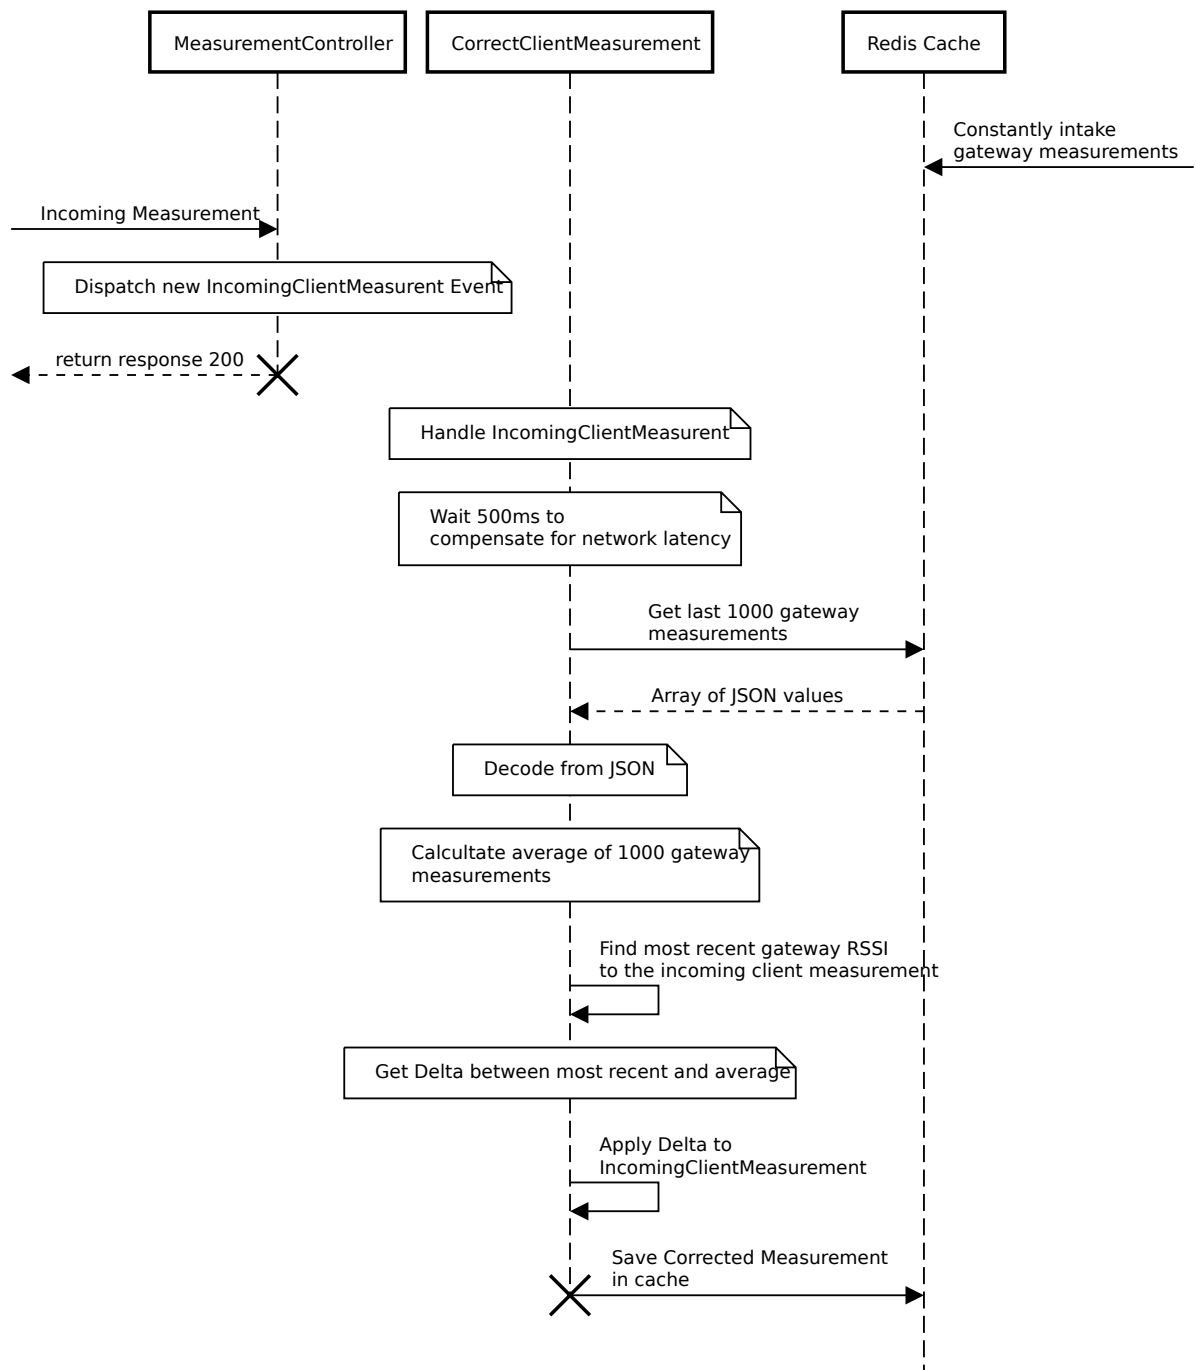 MeasurementController
CorrectClientMeasurement
Redis Cache
Constantly intake
gateway measurements
Incoming Measurement
Dispatch new IncomingClientMeasurent Event
return response 200
Handle IncomingClientMeasurent
Wait 500ms to
compensate for network latency
Get last 1000 gateway
measurements
Array of JSON values
Decode from JSON
Calcultate average of 1000 gateway
measurements
Find most recent gateway RSSI
to the incoming client measurement
Get Delta between most recent and average
Apply Delta to
IncomingClientMeasurement
Save Corrected Measurement
in cache